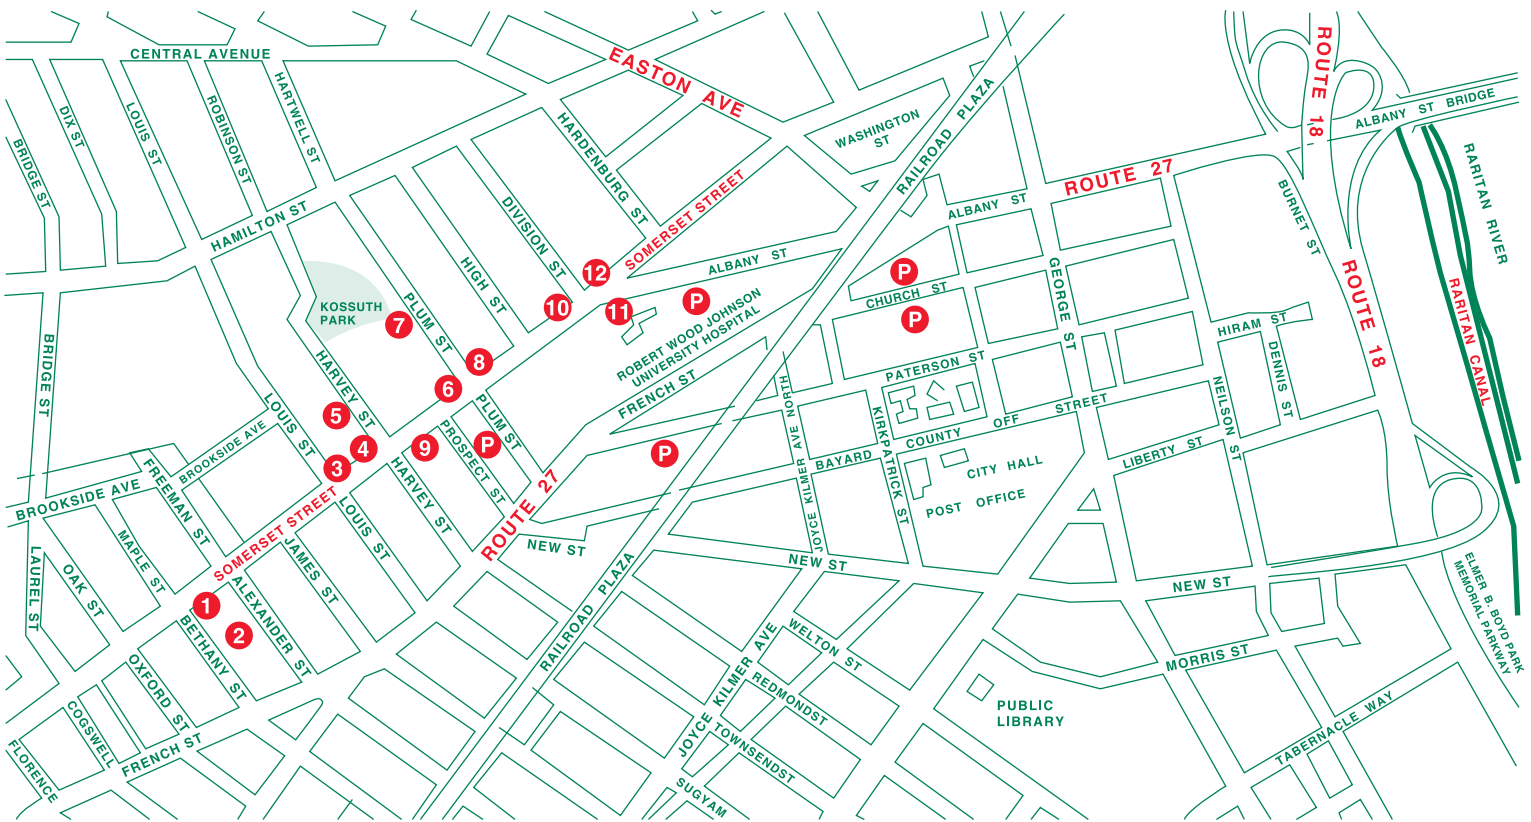 CENTRAL AVENUE
EASTON AVE
ROUTE 18
ALBANY ST BRIDGE
HARTWELL ST
ROBINSON ST
LOUIS ST
DIX ST
BRIDGE ST
HARDENBURG ST
WASHINGTON
ST
RAILROAD PLAZA
RARITAN RIVER
ROUTE 27
ALBANY ST
BURNET ST
SOMERSET STREET
HAMILTON ST
DIVISION ST
HIGH ST
ALBANY ST
12
10
11
P
P
P
CHURCH ST
GEORGE ST
ROUTE 18
RARITAN CANAL
KOSSUTH
PARK
7
PLUM ST
ROBERT WOOD JOHNSON
UNIVERSITY HOSPITAL
HIRAM ST
DENNIS ST
NEILSON ST
BRIDGE ST
HARVEY ST
8
6
FRENCH ST
PATERSON ST
JOYCE KILMER AVE NORTH
KIRKPATRICK ST
LOUIS ST
5
4
3
9
P
PLUM ST
PROSPECT ST
P
BAYARD
COUNTY OFF
STREET
LIBERTY ST
CITY HALL
POST OFFICE
BROOKSIDE AVE
BROOKSIDE AVE
FREEMAN ST
HARVEY ST
LOUIS ST
ROUTE 27
SOMERSET STREET
MAPLE ST
OAK ST
LAUREL ST
JAMES ST
ALEXANDER ST
NEW ST
NEW ST
NEW ST
ELMER B. BOYD PARK
MEMORIAL PARKWAY
1
2
BETHANY ST
OXFORD ST
COGSWELL
FLORENCE
FRENCH ST
RAILROAD PLAZA
JOYCE KILMER AVE
WELTON ST
REDMONDST
TOWNSENDST
SUGYAM
MORRIS ST
TABERNACLE WAY
PUBLIC
LIBRARY